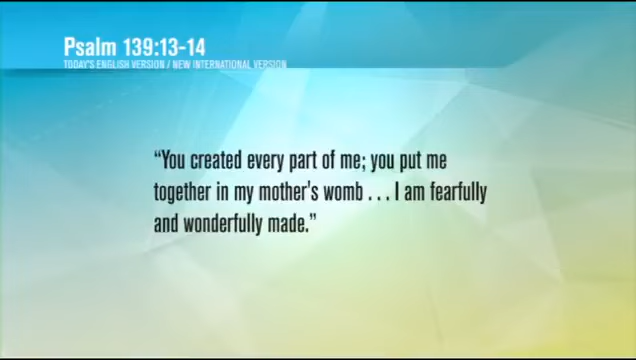 Psalm 139:13-14
TODAY'S ENGLISH VERSION / NEW INTERNATIONAL VERSION
“You created every part of me; you put me
together in my mother's womb . . . I am fearfully
and wonderfully made.”